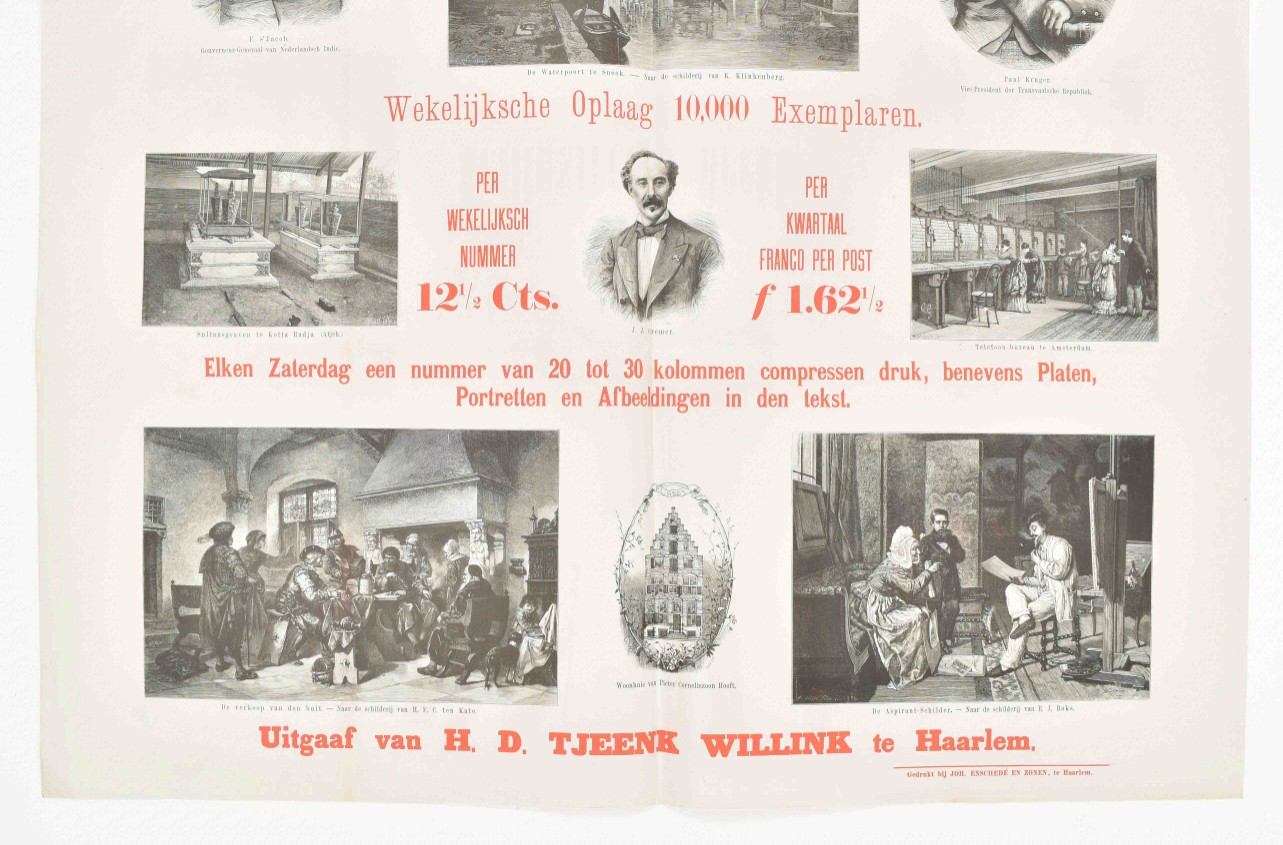 F. s'Jacob.
Gouverneur-Generaal van Nederlandsch Indie.
De Waterpoort te Sneek. — Naar de schilderij van K. Klinkenberg.
Paul Kruger.
Vice-President der Transvaalsche Republiek.
Wekelijksche Oplaag 10,000 Exemplaren.
PER
WEKELIJKSCH
NUMMER
12½ Cts.
PER
KWARTAAL
FRANCO PER POST
f 1.62½
Sultansgraven te Kotta Radja. (Atjeh)
J. J. Cremer.
Telefoon-bureau te Amsterdam.
Elken Zaterdag een nummer van 20 tot 30 kolommen compressen druk, benevens Platen,
Portretten en Afbeeldingen in den tekst.
De verkoop van den buit. — Naar de schilderij van H. F. C. ten Kate.
Woonhuis van Pieter Corneliszoon Hooft.
De Aspirant-Schilder. — Naar de schilderij van E. J. Boks.
Uitgaaf van H. D. TJEENK WILLINK te Haarlem.
Gedrukt bij JOH. ENSCHEDÉ EN ZONEN, te Haarlem.